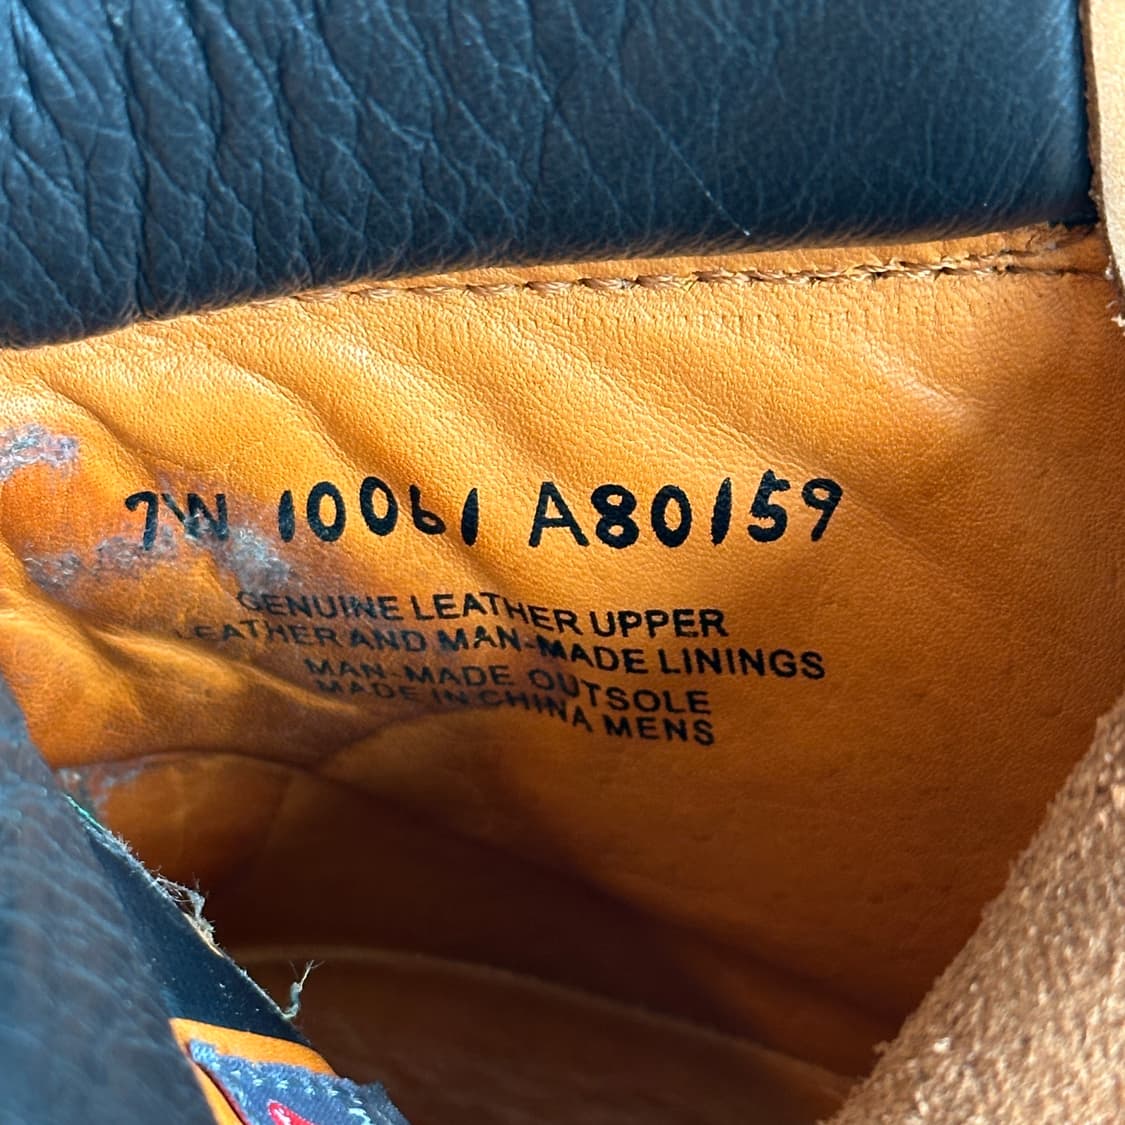 7W 10061 A80159
GENUINE LEATHER UPPER
LEATHER AND MAN-MADE LININGS
MAN-MADE OUTSOLE
MADE IN CHINA MENS